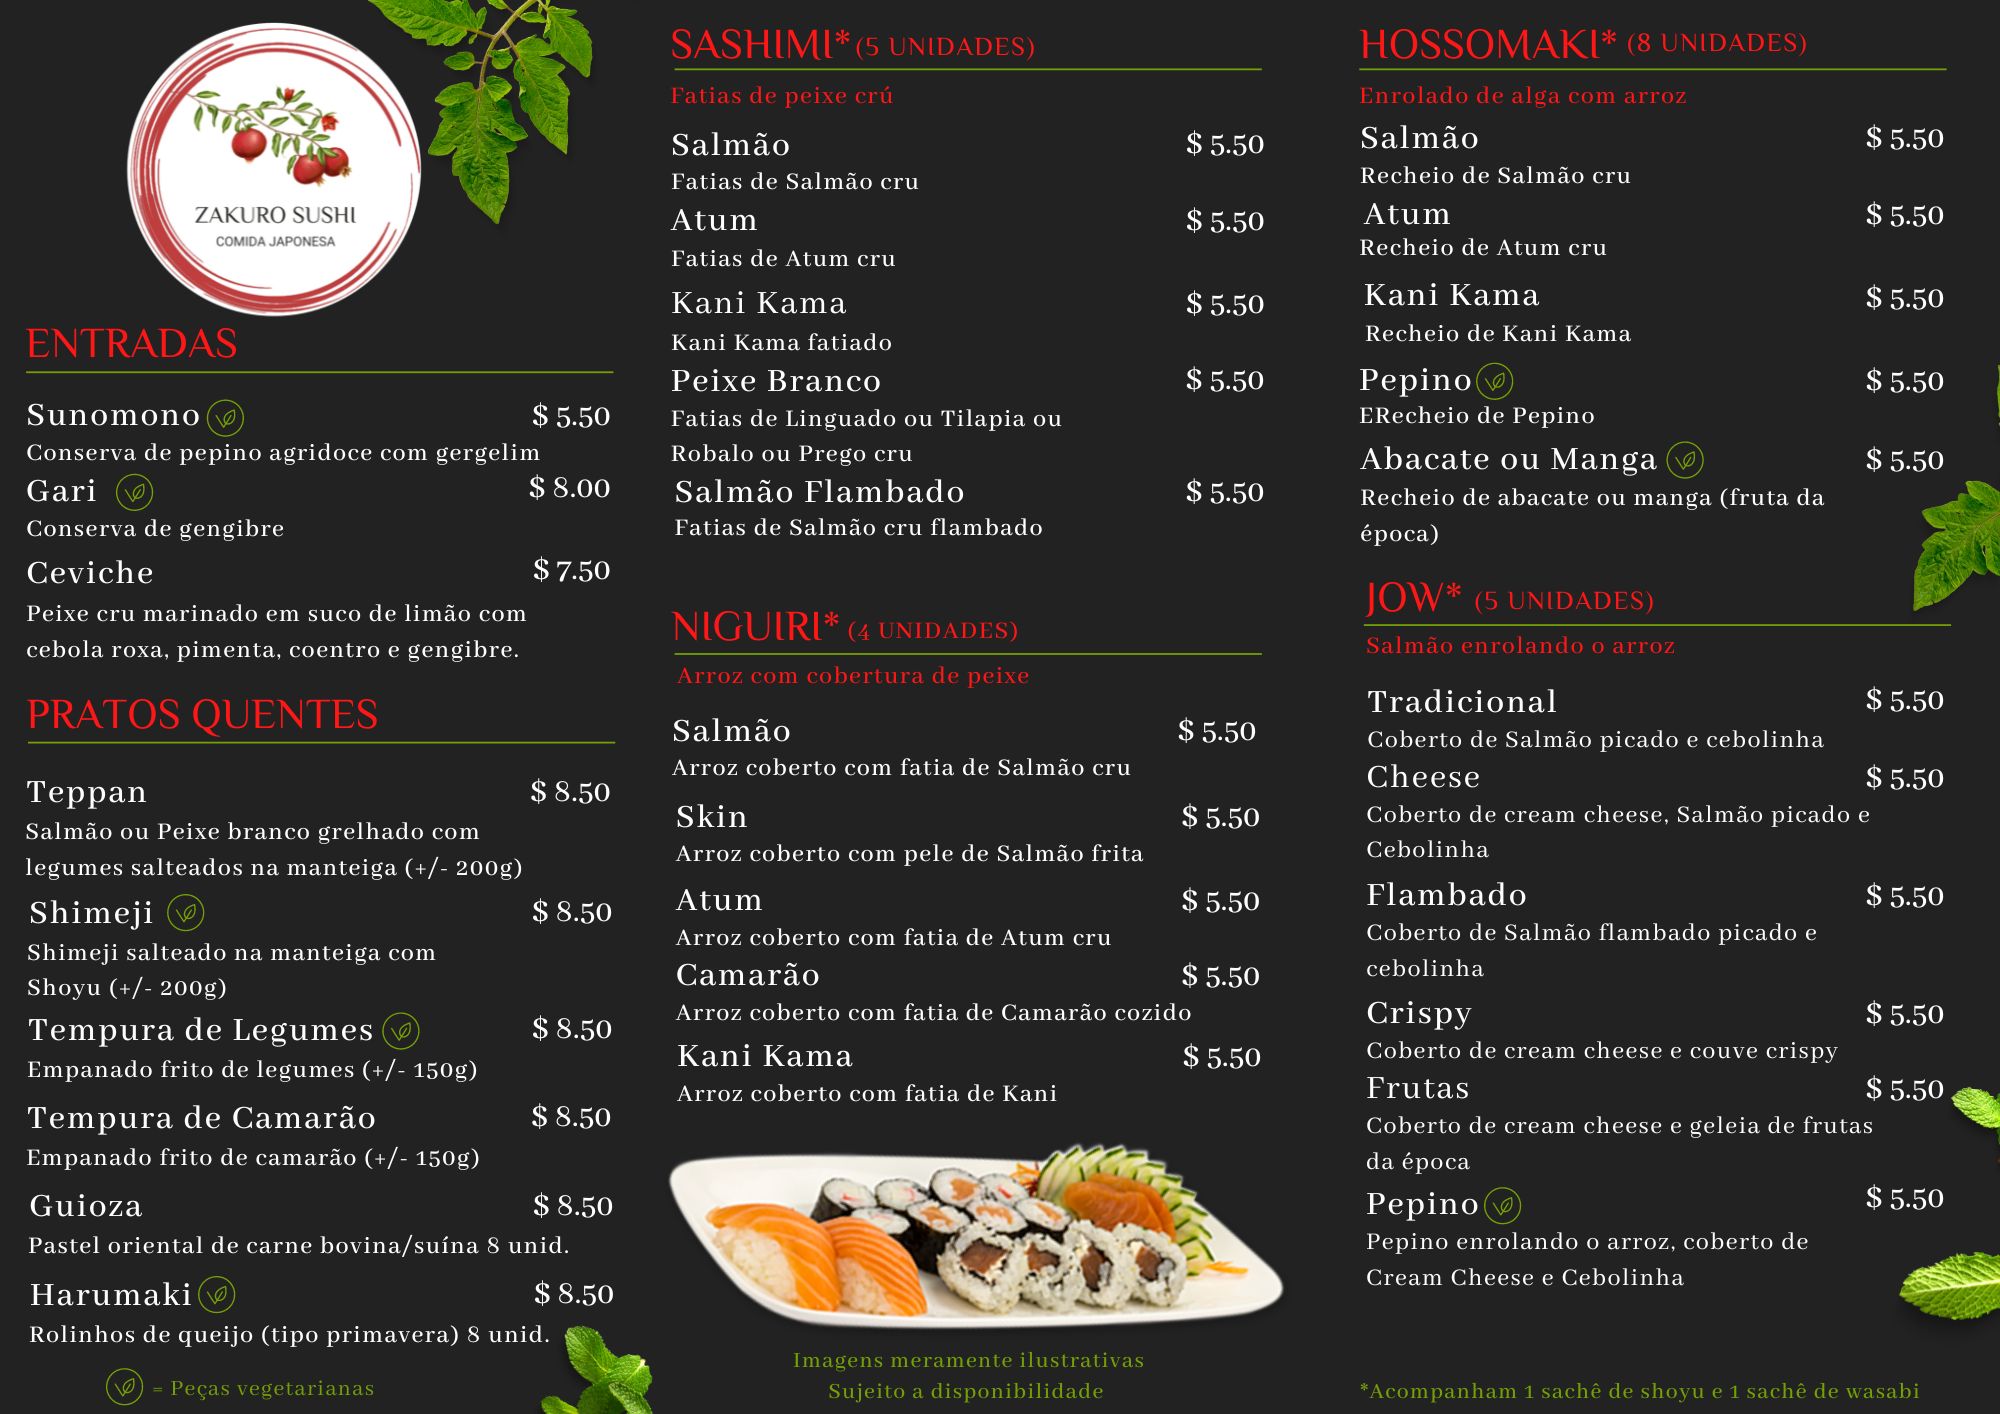 ZAKURO SUSHI
COMIDA JAPONESA
ENTRADAS
Sunomono $ 5.50
Conserva de pepino agridoce com gergelim
Gari $ 8.00
Conserva de gengibre
Ceviche $ 7.50
Peixe cru marinado em suco de limão com
cebola roxa, pimenta, coentro e gengibre.
PRATOS QUENTES
Teppan $ 8.50
Salmão ou Peixe branco grelhado com
legumes salteados na manteiga (+/- 200g)
Shimeji $ 8.50
Shimeji salteado na manteiga com
Shoyu (+/- 200g)
Tempura de Legumes $ 8.50
Empanado frito de legumes (+/- 150g)
Tempura de Camarão $ 8.50
Empanado frito de camarão (+/- 150g)
Guioza $ 8.50
Pastel oriental de carne bovina/suína 8 unid.
Harumaki $ 8.50
Rolinhos de queijo (tipo primavera) 8 unid.
= Peças vegetarianas
SASHIMI* (5 UNIDADES)
Fatias de peixe crú
Salmão $ 5.50
Fatias de Salmão cru
Atum $ 5.50
Fatias de Atum cru
Kani Kama $ 5.50
Kani Kama fatiado
Peixe Branco $ 5.50
Fatias de Linguado ou Tilapia ou
Robalo ou Prego cru
Salmão Flambado $ 5.50
Fatias de Salmão cru flambado
NIGUIRI* (4 UNIDADES)
Arroz com cobertura de peixe
Salmão $ 5.50
Arroz coberto com fatia de Salmão cru
Skin $ 5.50
Arroz coberto com pele de Salmão frita
Atum $ 5.50
Arroz coberto com fatia de Atum cru
Camarão $ 5.50
Arroz coberto com fatia de Camarão cozido
Kani Kama $ 5.50
Arroz coberto com fatia de Kani
Imagens meramente ilustrativas
Sujeito a disponibilidade
HOSSOMAKI* (8 UNIDADES)
Enrolado de alga com arroz
Salmão $ 5.50
Recheio de Salmão cru
Atum $ 5.50
Recheio de Atum cru
Kani Kama $ 5.50
Recheio de Kani Kama
Pepino $ 5.50
ERecheio de Pepino
Abacate ou Manga $ 5.50
Recheio de abacate ou manga (fruta da
época)
JOW* (5 UNIDADES)
Salmão enrolando o arroz
Tradicional $ 5.50
Coberto de Salmão picado e cebolinha
Cheese $ 5.50
Coberto de cream cheese, Salmão picado e
Cebolinha
Flambado $ 5.50
Coberto de Salmão flambado picado e
cebolinha
Crispy $ 5.50
Coberto de cream cheese e couve crispy
Frutas $ 5.50
Coberto de cream cheese e geleia de frutas
da época
Pepino $ 5.50
Pepino enrolando o arroz, coberto de
Cream Cheese e Cebolinha
*Acompanham 1 sachê de shoyu e 1 sachê de wasabi